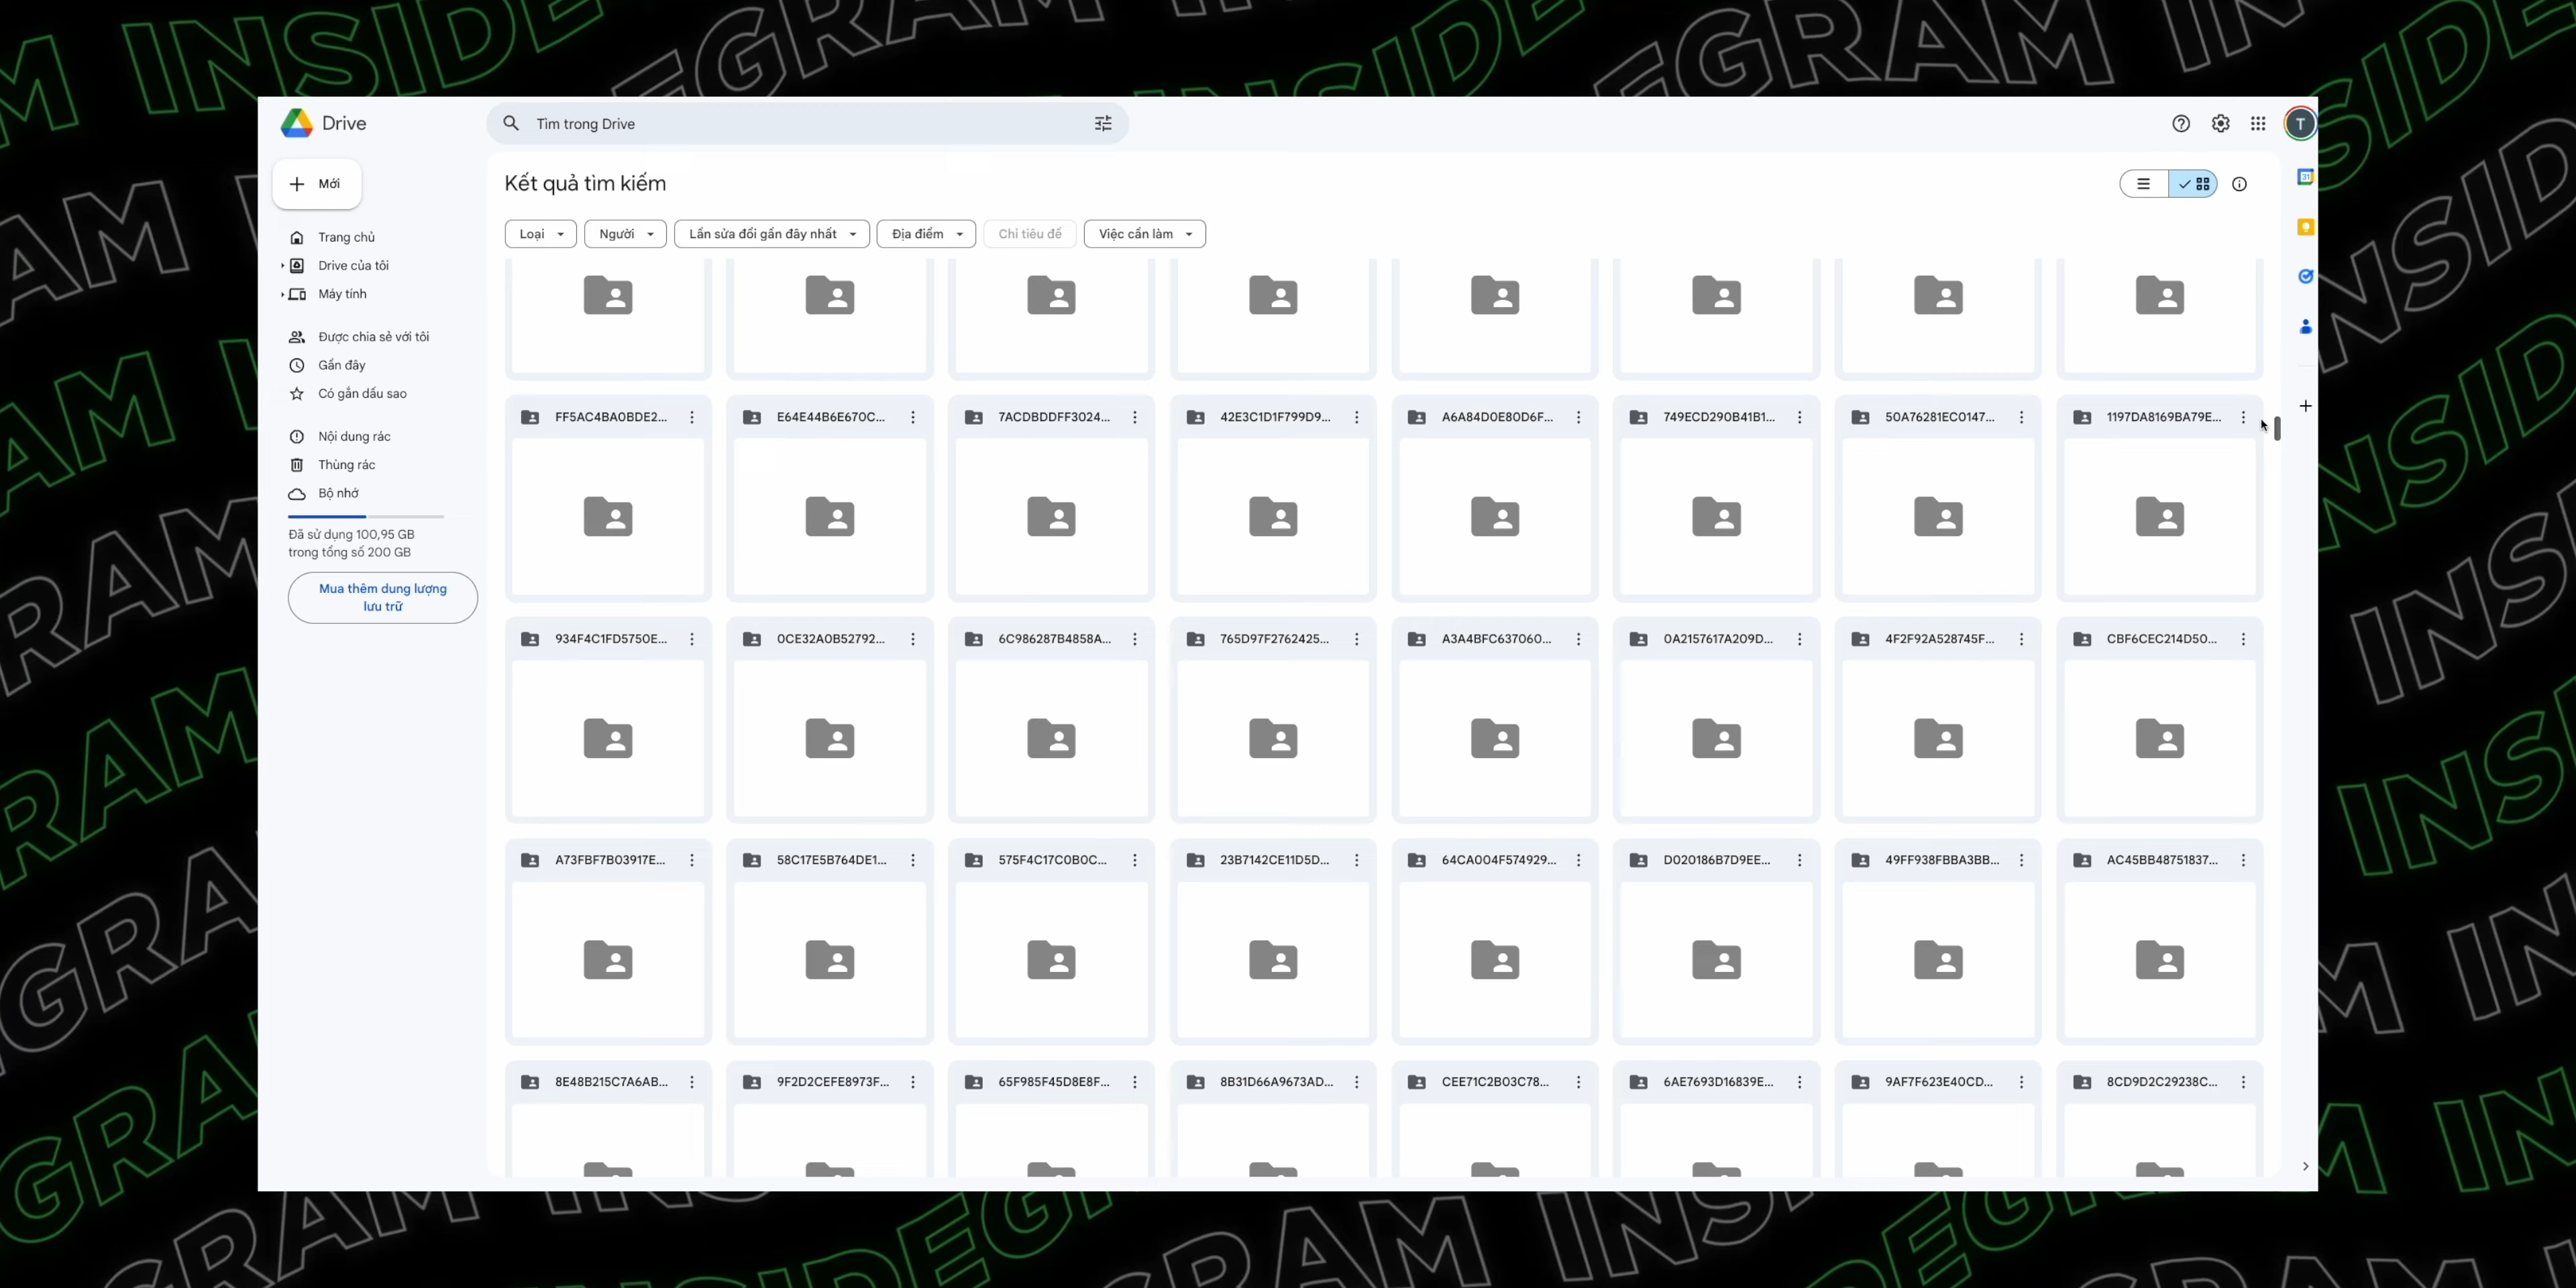 Drive
Tìm trong Drive
T
Mới
Kết quả tìm kiếm
31
Loại
Người
Lần sửa đổi gần đây nhất
Địa điểm
Chỉ tiêu đề
Việc cần làm
Trang chủ
Drive của tôi
Máy tính
Được chia sẻ với tôi
Gần đây
Có gắn dấu sao
Nội dung rác
Thùng rác
Bộ nhớ
Đã sử dụng 100,95 GB
trong tổng số 200 GB
Mua thêm dung lượng
lưu trữ
FF5AC4BA0BDE2... E64E44B6E670C... 7ACDBDDFF3024... 42E3C1D1F799D9... A6A84D0E80D6F... 749ECD290B41B1... 50A76281EC0147... 1197DA8169BA79E...
934F4C1FD5750E... 0CE32A0B52792... 6C986287B4858A... 765D97F2762425... A3A4BFC637060... 0A2157617A209D... 4F2F92A528745F... CBF6CEC214D50...
A73FBF7B03917E... 58C17E5B764DE1... 575F4C17C0B0C... 23B7142CE11D5D... 64CA004F574929... D020186B7D9EE... 49FF938FBBA3BB... AC45BB48751837...
8E48B215C7A6AB... 9F2D2CEFE8973F... 65F985F45D8E8F... 8B31D66A9673AD... CEE71C2B03C78... 6AE7693D16839E... 9AF7F623E40CD... 8CD9D2C29238C...